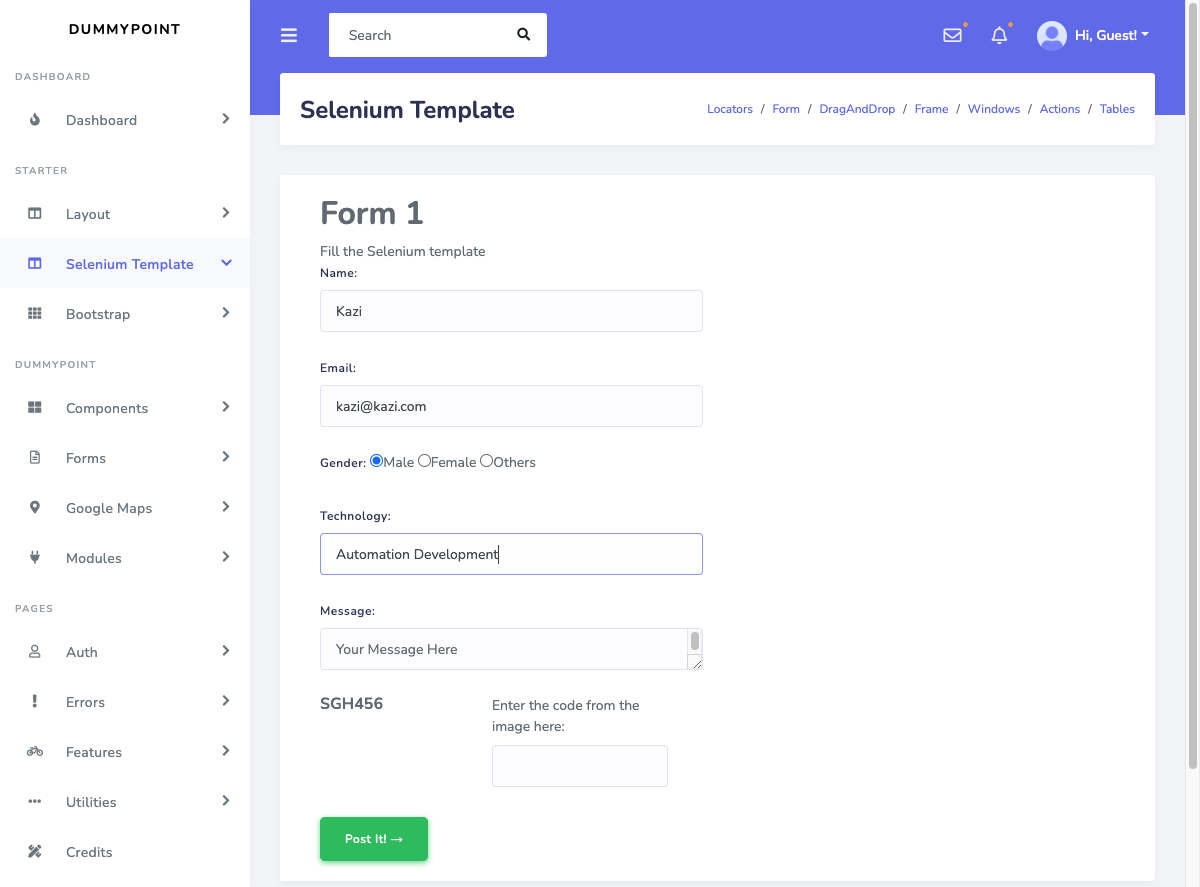 DUMMYPOINT
DASHBOARD
Dashboard
STARTER
Layout
Selenium Template
Bootstrap
DUMMYPOINT
Components
Forms
Google Maps
Modules
PAGES
Auth
Errors
Features
Utilities
Credits
Search
Hi, Guest!
Selenium Template
Locators / Form / DragAndDrop / Frame / Windows / Actions / Tables
Form 1
Fill the Selenium template
Name:
Kazi
Email:
kazi@kazi.com
Gender: Male Female Others
Technology:
Automation Development
Message:
Your Message Here
SGH456
Enter the code from the
image here:
Post It! →